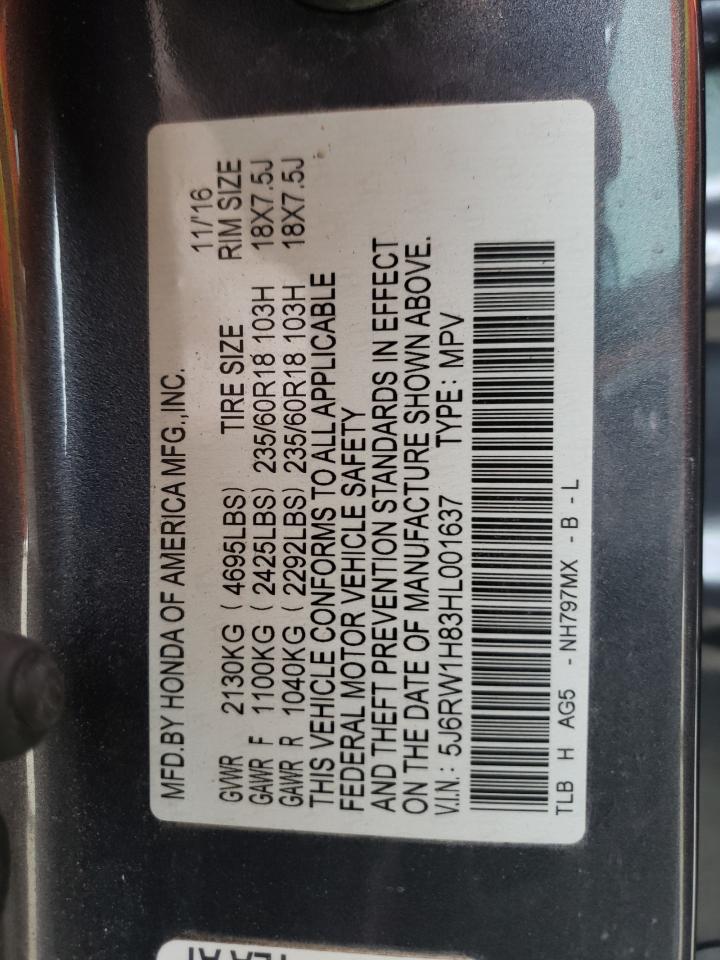 MFD.BY HONDA OF AMERICA MFG.,INC. 11/'16
GVWR 2130KG ( 4695LBS) TIRE SIZE RIM SIZE
GAWR F 1100KG ( 2425LBS) 235/60R18 103H 18X7.5J
GAWR R 1040KG ( 2292LBS) 235/60R18 103H 18X7.5J
THIS VEHICLE CONFORMS TO ALL APPLICABLE
FEDERAL MOTOR VEHICLE SAFETY
AND THEFT PREVENTION STANDARDS IN EFFECT
ON THE DATE OF MANUFACTURE SHOWN ABOVE.
V.I.N.: 5J6RW1H83HL001637 TYPE: MPV
TLB H AG5 - NH797MX - B - L